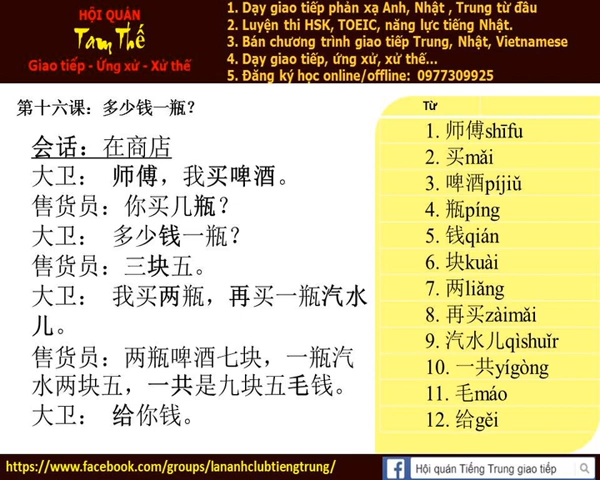 HỘI QUÁN
Tam Thế
Giao tiếp - Ứng xử - Xử thế
1. Dạy giao tiếp phản xạ Anh, Nhật , Trung từ đầu
2. Luyện thi HSK, TOEIC, năng lực tiếng Nhật.
3. Bán chương trình giao tiếp Trung, Nhật, Vietnamese
4. Dạy giao tiếp, ứng xử, xử thế...
5. Đăng ký học online/offline: 0977309925
第十六课：多少钱一瓶？
会话：在商店
大卫： 师傅，我买啤酒。
售货员：你买几瓶？
大卫： 多少钱一瓶？
售货员：三块五。
大卫： 我买两瓶，再买一瓶汽水
儿。
售货员：两瓶啤酒七块，一瓶汽
水两块五，一共是九块五毛钱。
大卫： 给你钱。
Từ
1. 师傅shīfu
2. 买mǎi
3. 啤酒píjiǔ
4. 瓶píng
5. 钱qián
6. 块kuài
7. 两liǎng
8. 再买zàimǎi
9. 汽水儿qìshuǐr
10. 一共yígòng
11. 毛máo
12. 给gěi
https://www.facebook.com/groups/lananhclubtiengtrung/
f Hội quán Tiếng Trung giao tiếp